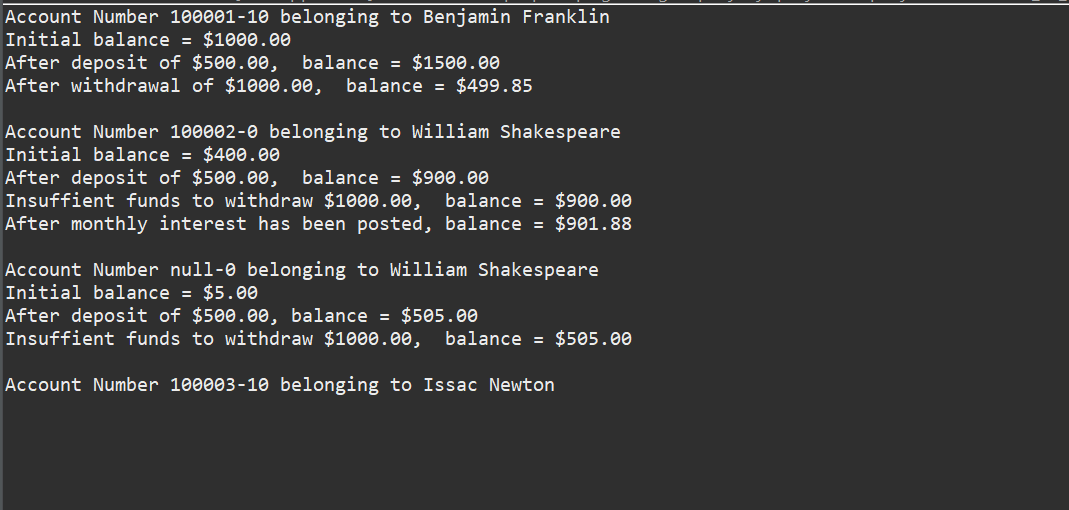 Account Number 100001-10 belonging to Benjamin Franklin
Initial balance = $1000.00
After deposit of $500.00,  balance = $1500.00
After withdrawal of $1000.00,  balance = $499.85
Account Number 100002-0 belonging to William Shakespeare
Initial balance = $400.00
After deposit of $500.00,  balance = $900.00
Insufficient funds to withdraw $1000.00,  balance = $900.00
After monthly interest has been posted, balance = $901.88
Account Number null-0 belonging to William Shakespeare
Initial balance = $5.00
After deposit of $500.00, balance = $505.00
Insufficient funds to withdraw $1000.00,  balance = $505.00
Account Number 100003-10 belonging to Issac Newton